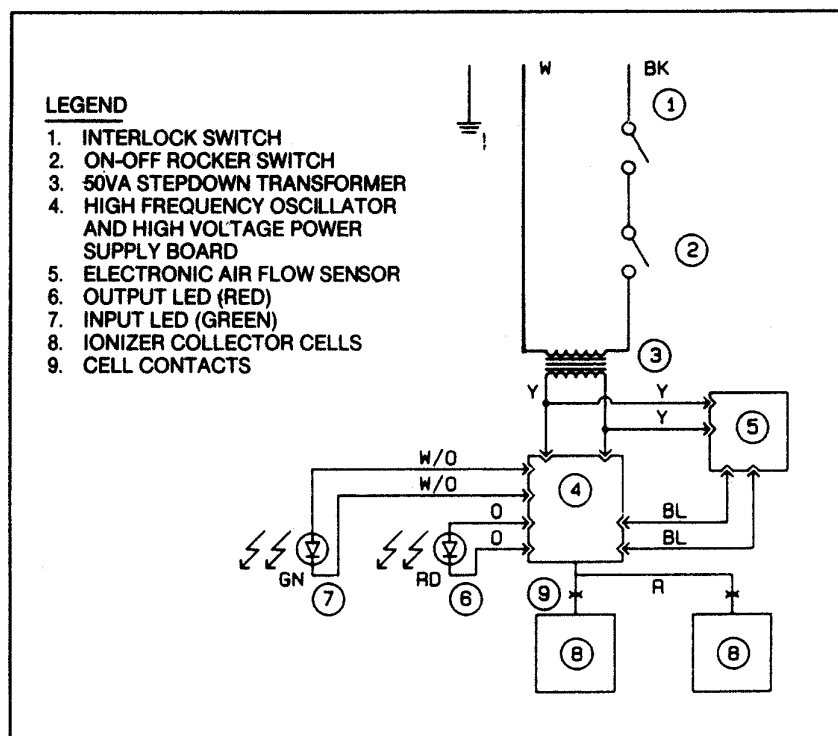 W
BK
1
LEGEND
1. INTERLOCK SWITCH
2. ON-OFF ROCKER SWITCH
3. 50VA STEPDOWN TRANSFORMER
4. HIGH FREQUENCY OSCILLATOR
AND HIGH VOLTAGE POWER
SUPPLY BOARD
5. ELECTRONIC AIR FLOW SENSOR
6. OUTPUT LED (RED)
7. INPUT LED (GREEN)
8. IONIZER COLLECTOR CELLS
9. CELL CONTACTS
2
3
Y
Y
Y
5
W/O
W/O
4
O
O
BL
BL
GN
7
RD
6
9
R
8
8